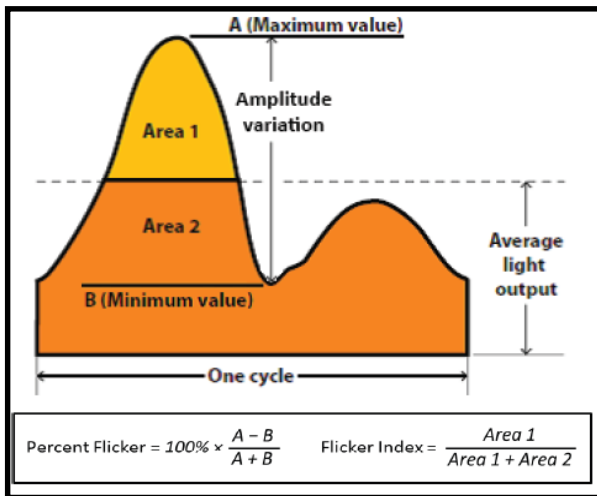 A (Maximum value)
Amplitude
variation
Area 1
Area 2
Average
light
output
B (Minimum value)
One cycle
Percent Flicker = 100% × (A − B) / (A + B)
Flicker Index = Area 1 / (Area 1 + Area 2)